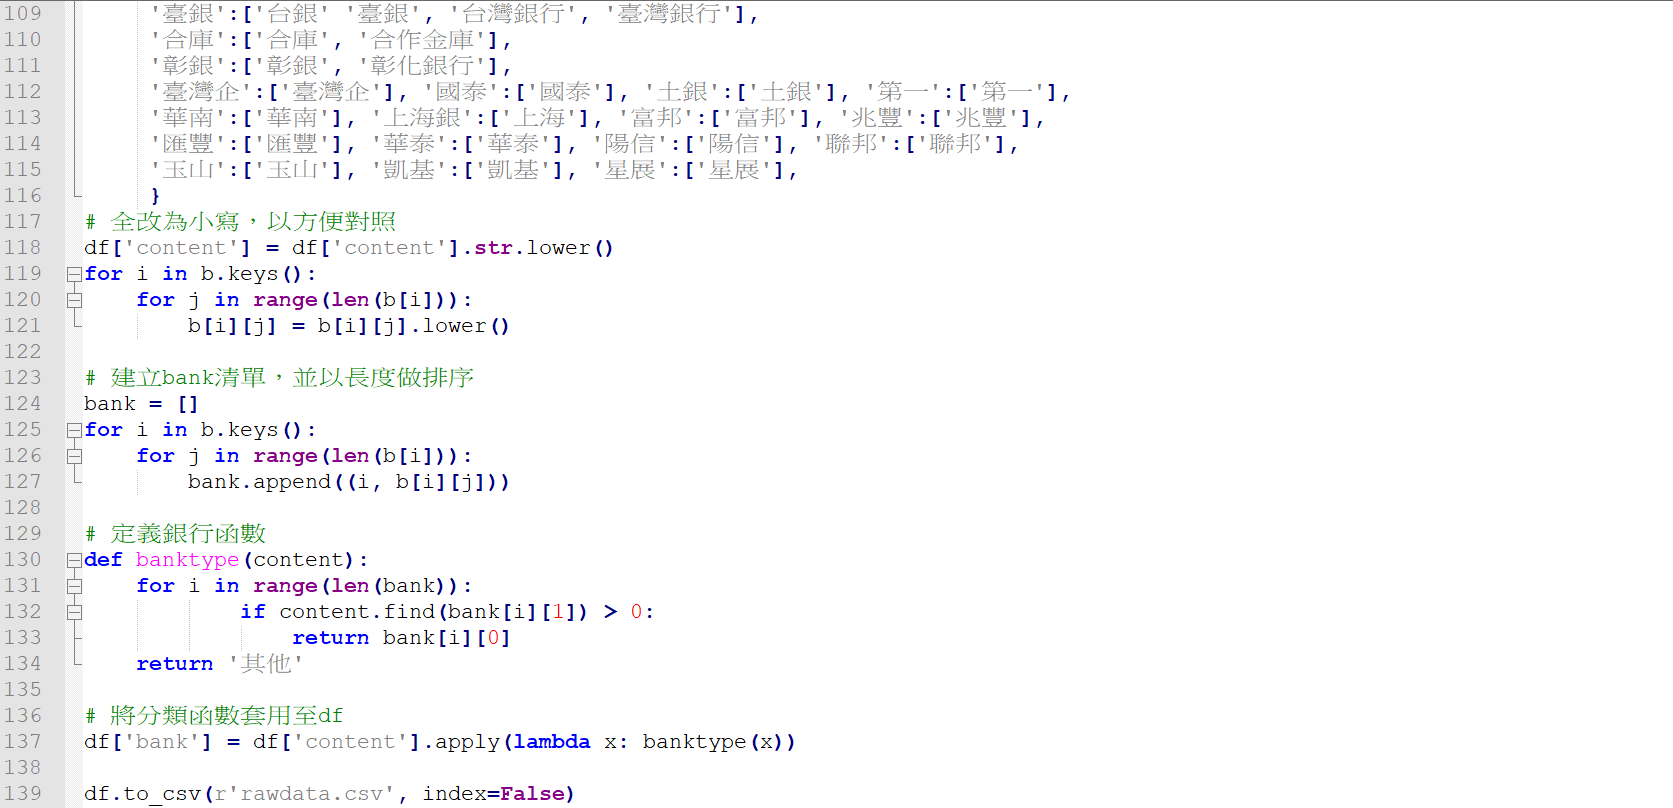 109 '臺銀':['台銀' '臺銀', '台灣銀行', '臺灣銀行'],
110 '合庫':['合庫', '合作金庫'],
111 '彰銀':['彰銀', '彰化銀行'],
112 '臺灣企':['臺灣企'], '國泰':['國泰'], '土銀':['土銀'], '第一':['第一'],
113 '華南':['華南'], '上海銀':['上海'], '富邦':['富邦'], '兆豐':['兆豐'],
114 '匯豐':['匯豐'], '華泰':['華泰'], '陽信':['陽信'], '聯邦':['聯邦'],
115 '玉山':['玉山'], '凱基':['凱基'], '星展':['星展'],
116 }
117 # 全改為小寫，以方便對照
118 df['content'] = df['content'].str.lower()
119 for i in b.keys():
120 for j in range(len(b[i])):
121 b[i][j] = b[i][j].lower()
122
123 # 建立bank清單，並以長度做排序
124 bank = []
125 for i in b.keys():
126 for j in range(len(b[i])):
127 bank.append((i, b[i][j]))
128
129 # 定義銀行函數
130 def banktype(content):
131 for i in range(len(bank)):
132 if content.find(bank[i][1]) > 0:
133 return bank[i][0]
134 return '其他'
135
136 # 將分類函數套用至df
137 df['bank'] = df['content'].apply(lambda x: banktype(x))
138
139 df.to_csv(r'rawdata.csv', index=False)